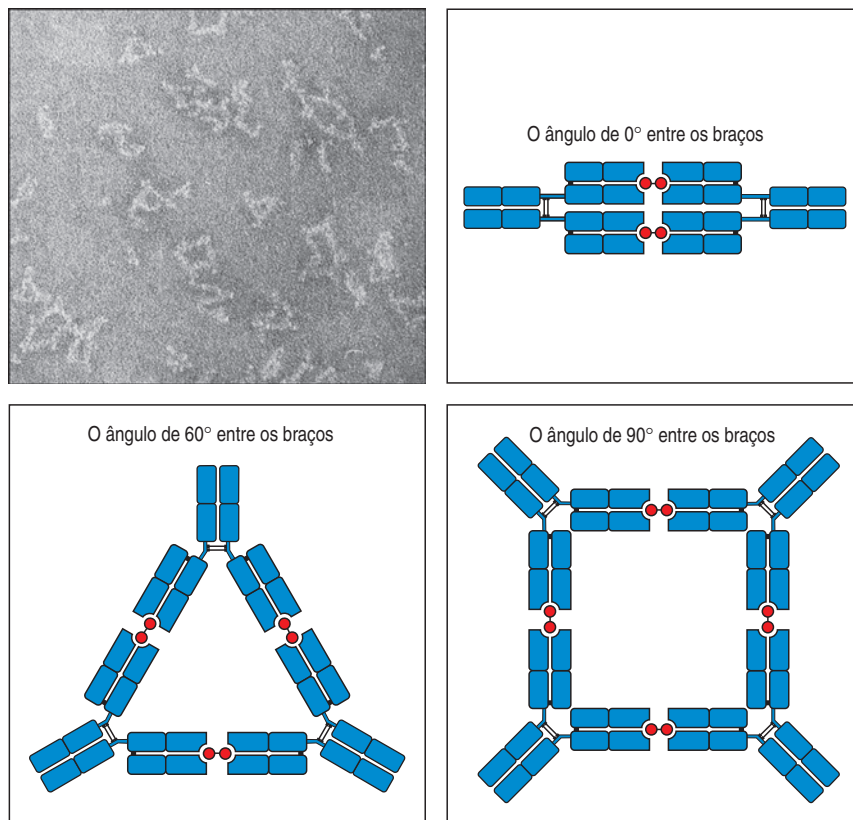 O ângulo de 0° entre os braços
O ângulo de 60° entre os braços
O ângulo de 90° entre os braços